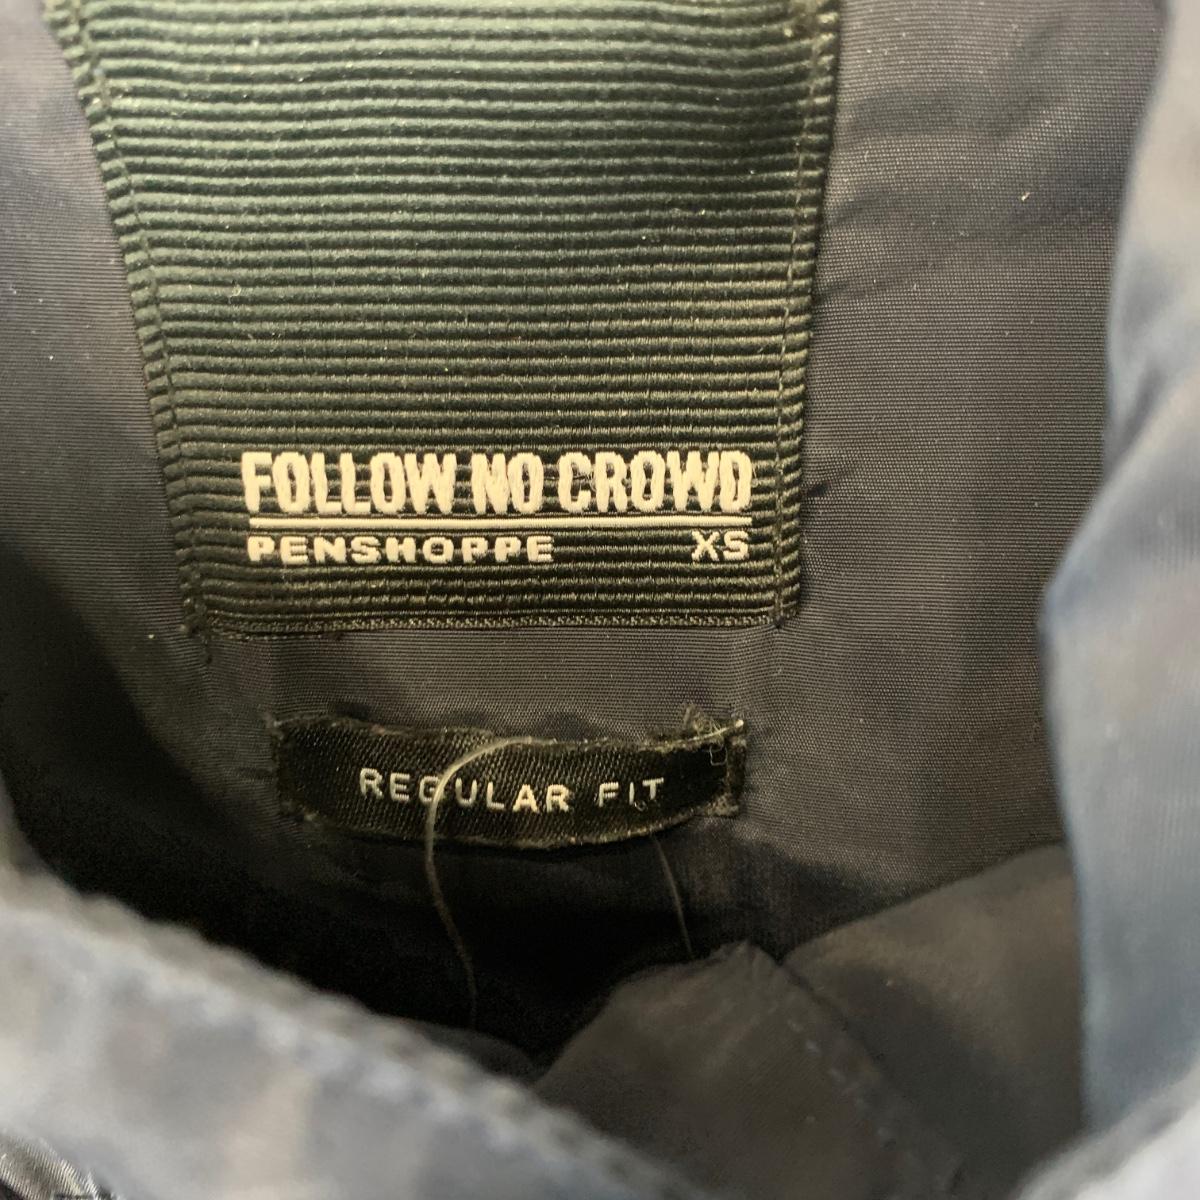 FOLLOW NO CROWD
PENSHOPPE XS
REGULAR FIT